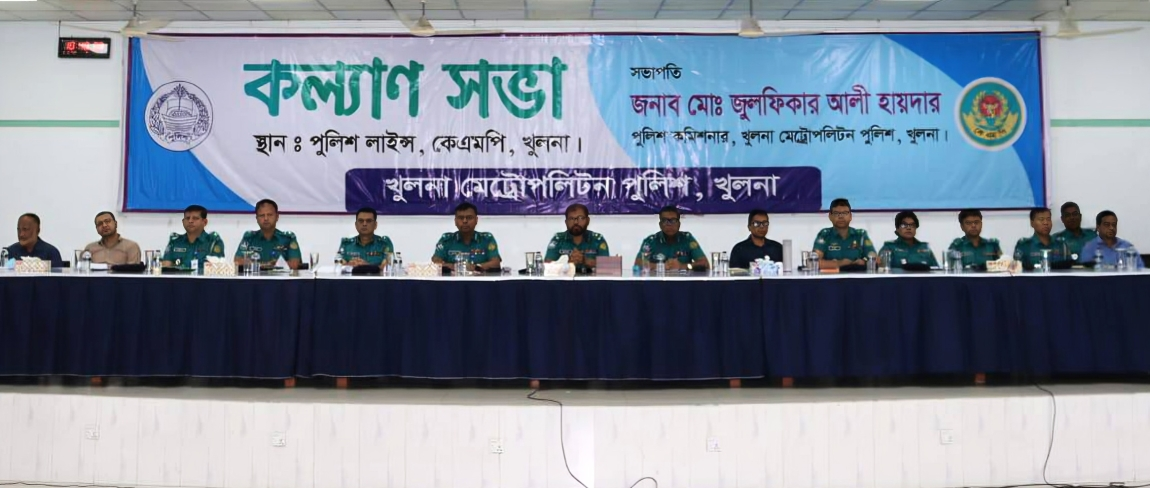 কল্যাণ সভা
স্থান ঃ পুলিশ লাইন্স, কেএমপি, খুলনা।
সভাপতি
জনাব মোঃ জুলফিকার আলী হায়দার
পুলিশ কমিশনার, খুলনা মেট্রোপলিটন পুলিশ, খুলনা।
খুলনা মেট্রোপলিটন পুলিশ, খুলনা
কে এম পি